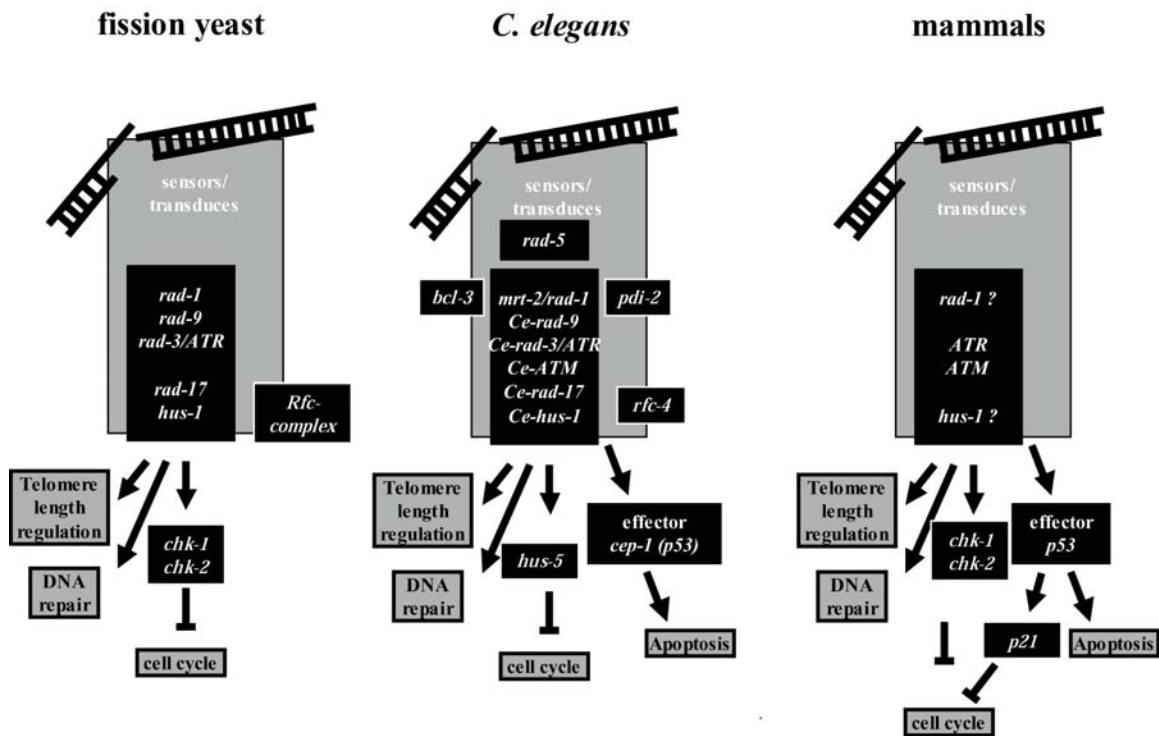 fission yeast
sensors/
transduces
rad-1
rad-9
rad-3/ATR
rad-17
hus-1
Rfc-
complex
Telomere
length
regulation
DNA
repair
chk-1
chk-2
cell cycle
C. elegans
sensors/
transduces
rad-5
bcl-3
mrt-2/rad-1
Ce-rad-9
Ce-rad-3/ATR
Ce-ATM
Ce-rad-17
Ce-hus-1
pdi-2
rfc-4
Telomere
length
regulation
DNA
repair
hus-5
effector
cep-1 (p53)
cell cycle
Apoptosis
mammals
sensors/
transduces
rad-1 ?
ATR
ATM
hus-1 ?
Telomere
length
regulation
DNA
repair
chk-1
chk-2
effector
p53
p21
Apoptosis
cell cycle